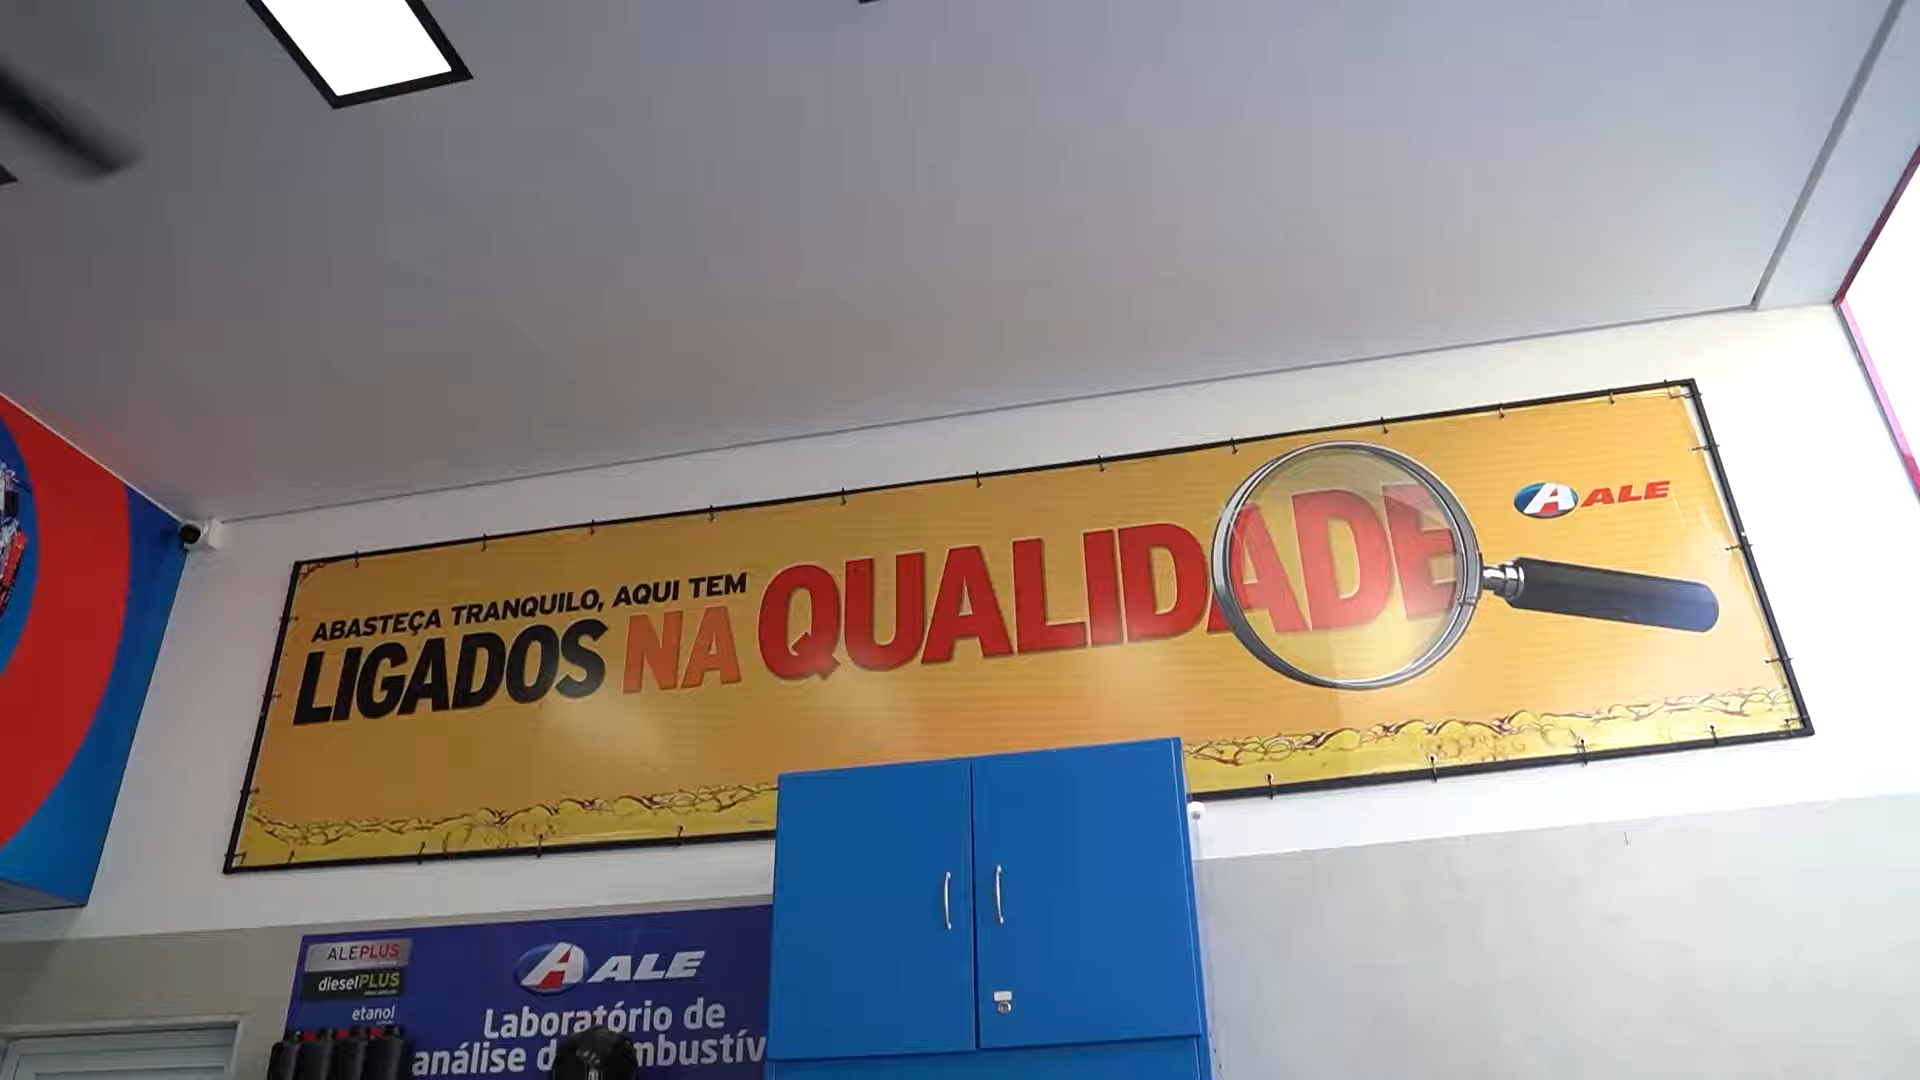 ABASTEÇA TRANQUILO, AQUI TEM
LIGADOS NA QUALIDADE
ALE
ALEPLUS
dieselPLUS
etanol
ALE
Laboratório de
análise